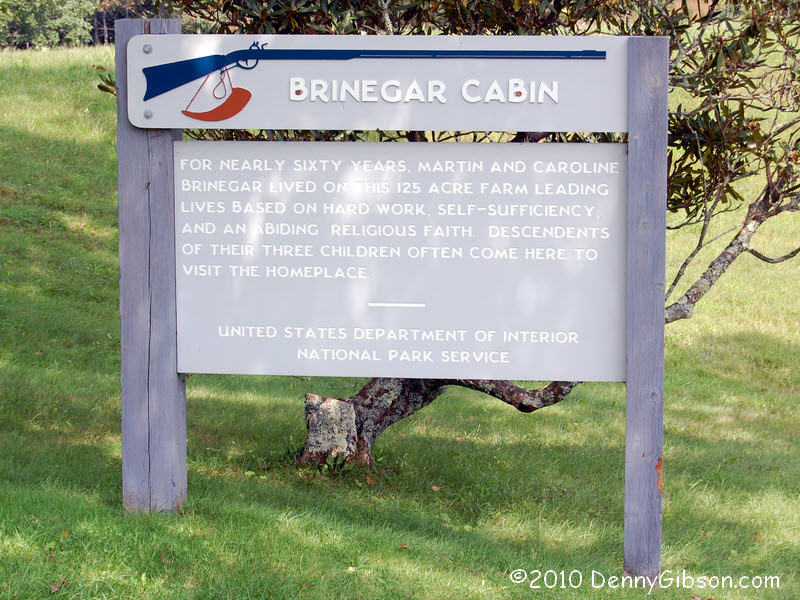 BRINEGAR CABIN
FOR NEARLY SIXTY YEARS, MARTIN AND CAROLINE
BRINEGAR LIVED ON THIS 125 ACRE FARM LEADING
LIVES BASED ON HARD WORK, SELF-SUFFICIENCY,
AND AN ABIDING RELIGIOUS FAITH. DESCENDENTS
OF THEIR THREE CHILDREN OFTEN COME HERE TO
VISIT THE HOMEPLACE.
UNITED STATES DEPARTMENT OF INTERIOR
NATIONAL PARK SERVICE
©2010 DennyGibson.com